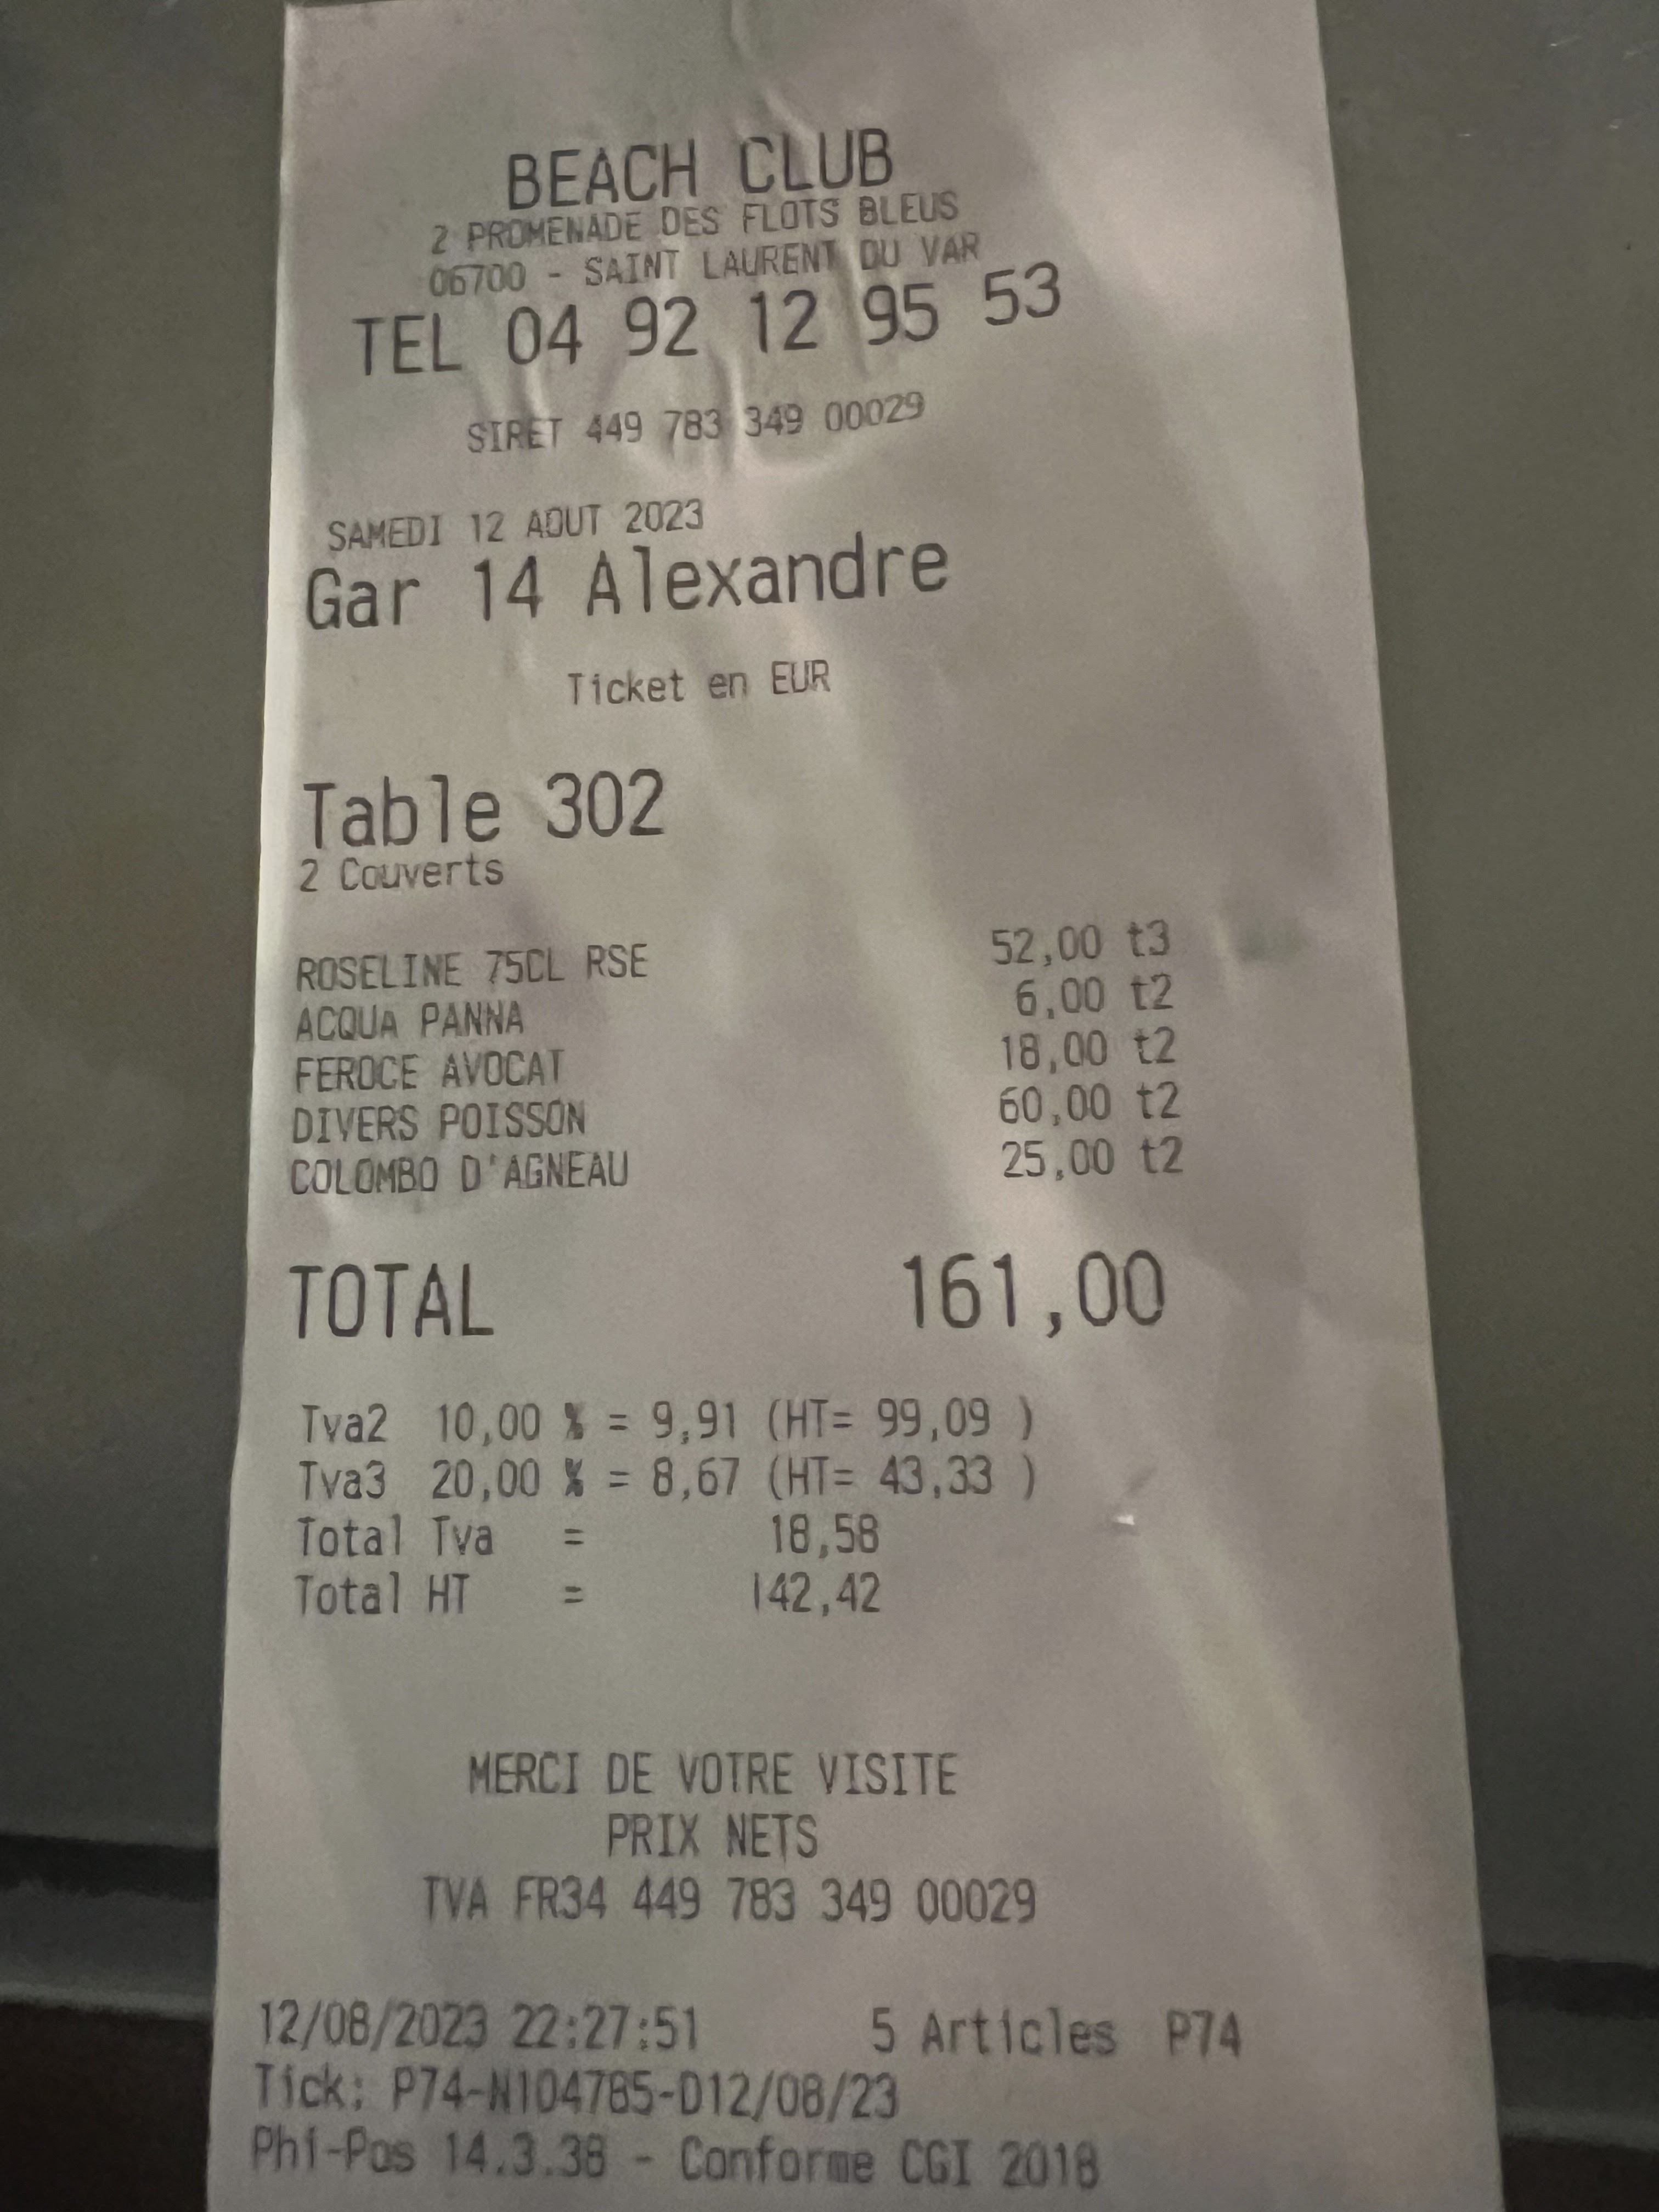 BEACH CLUB
2 PROMENADE DES FLOTS BLEUS
06700 - SAINT LAURENT DU VAR
TEL 04 92 12 95 53
SIRET 449 783 349 00029
SAMEDI 12 AOUT 2023
Gar 14 Alexandre
Ticket en EUR
Table 302
2 Couverts
ROSELINE 75CL RSE 52,00 t3
ACQUA PANNA 6,00 t2
FEROCE AVOCAT 18,00 t2
DIVERS POISSON 60,00 t2
COLOMBO D'AGNEAU 25,00 t2
TOTAL 161,00
Tva2 10,00 % = 9,91 (HT= 99,09 )
Tva3 20,00 % = 8,67 (HT= 43,33 )
Total Tva = 18,58
Total HT = 142,42
MERCI DE VOTRE VISITE
PRIX NETS
TVA FR34 449 783 349 00029
12/08/2023 22:27:51 5 Articles P74
Tick: P74-N104785-D12/08/23
Phi-Pos 14.3.38 - Conforme CGI 2018